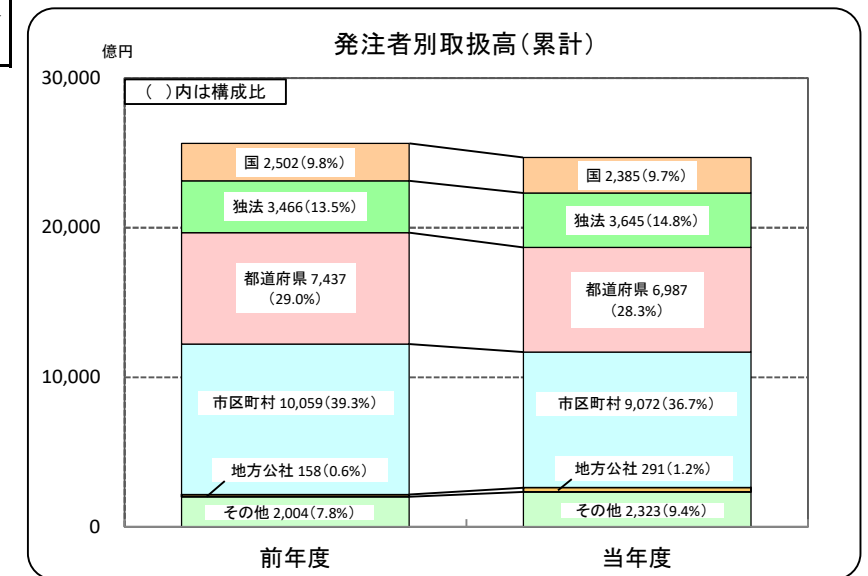 発注者別取扱高(累計)
億円
30,000
( )内は構成比
国 2,502(9.8%)
国 2,385(9.7%)
独法 3,466(13.5%)
独法 3,645(14.8%)
20,000
都道府県 7,437
(29.0%)
都道府県 6,987
(28.3%)
10,000
市区町村 10,059(39.3%)
市区町村 9,072(36.7%)
地方公社 158(0.6%)
地方公社 291(1.2%)
その他 2,004(7.8%)
その他 2,323(9.4%)
0
前年度
当年度